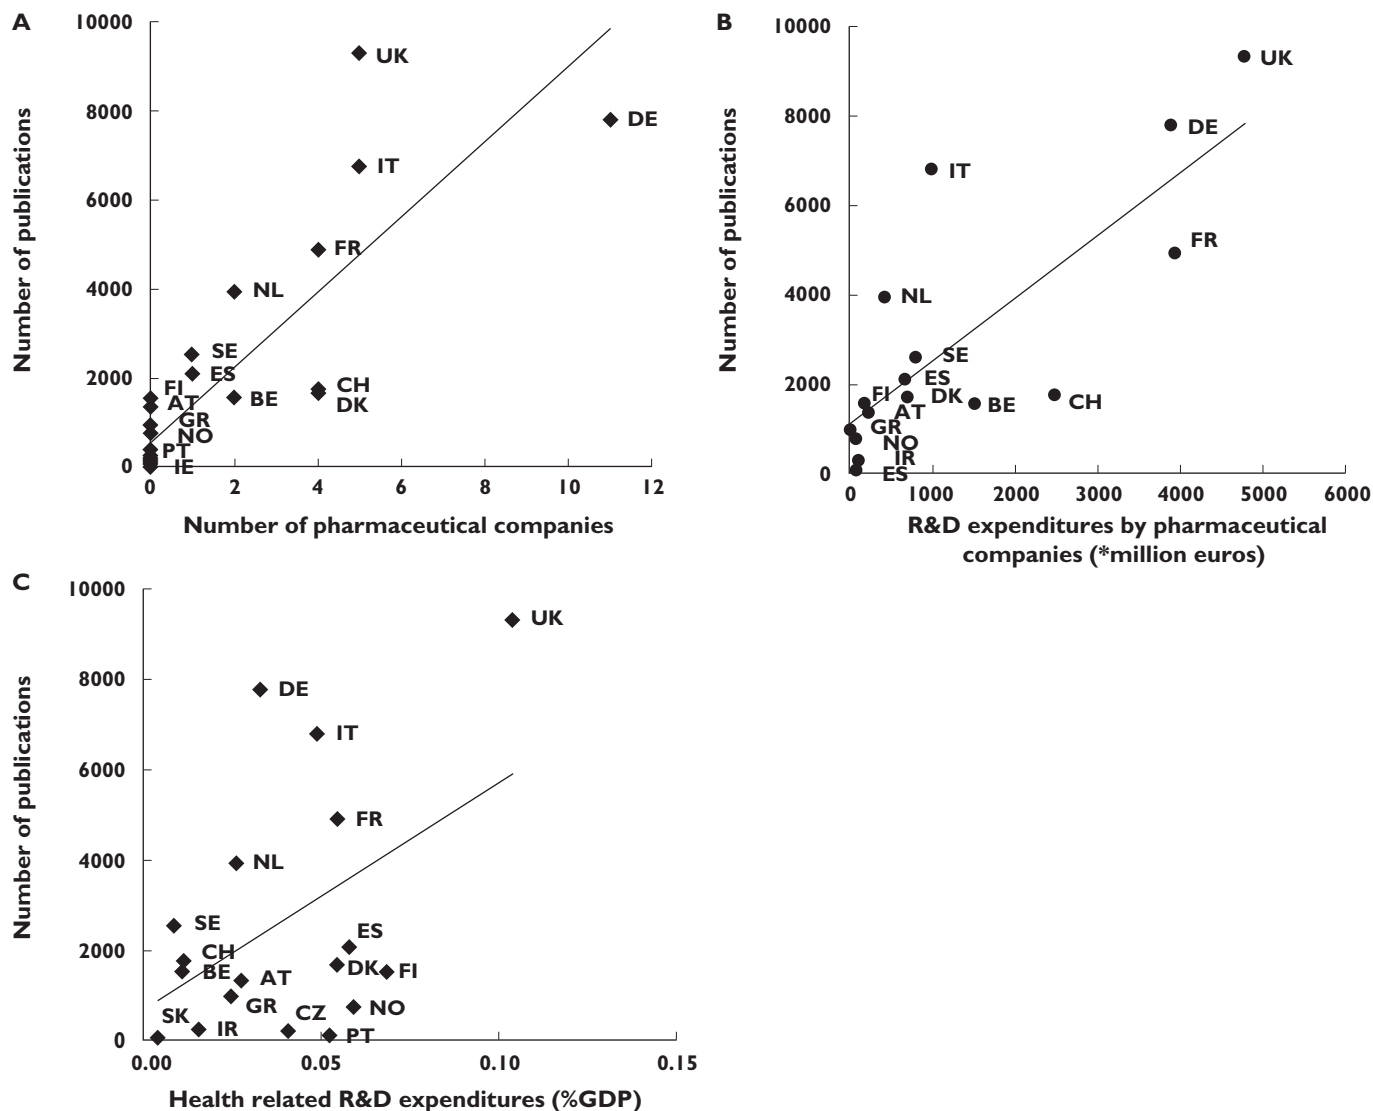 A
10000
8000
6000
4000
2000
0
Number of publications
UK
DE
IT
FR
NL
SE
ES
CH
FI
BE
DK
AT
GR
NO
PT
IE
0 2 4 6 8 10 12
Number of pharmaceutical companies
B
10000
8000
6000
4000
2000
0
Number of publications
UK
DE
IT
FR
NL
SE
ES
FI
DK
BE
CH
AT
GR
NO
IR
ES
0 1000 2000 3000 4000 5000 6000
R&D expenditures by pharmaceutical
companies (*million euros)
C
10000
8000
6000
4000
2000
0
Number of publications
UK
DE
IT
FR
NL
SE
ES
CH
BE
DK
FI
AT
GR
CZ
NO
SK
IR
PT
0.00 0.05 0.10 0.15
Health related R&D expenditures (%GDP)